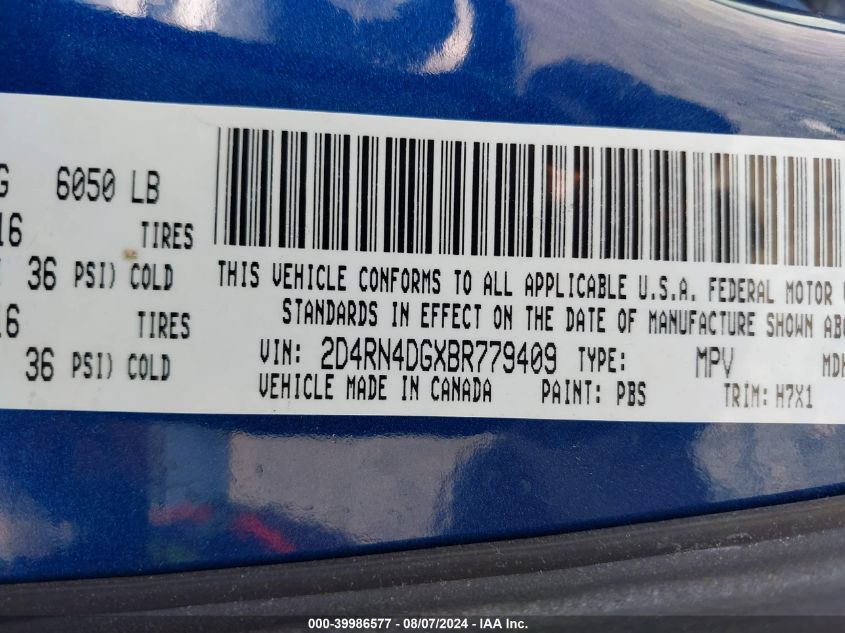 G 6050 LB
16 TIRES
36 PSI) COLD
16 TIRES
36 PSI) COLD
THIS VEHICLE CONFORMS TO ALL APPLICABLE U.S.A. FEDERAL MOTOR
STANDARDS IN EFFECT ON THE DATE OF MANUFACTURE SHOWN ABO
VIN: 2D4RN4DGXBR779409 TYPE: MPV MDH
VEHICLE MADE IN CANADA PAINT: PBS TRIM: H7X1
000-39986577 — 08/07/2024 — IAA Inc.